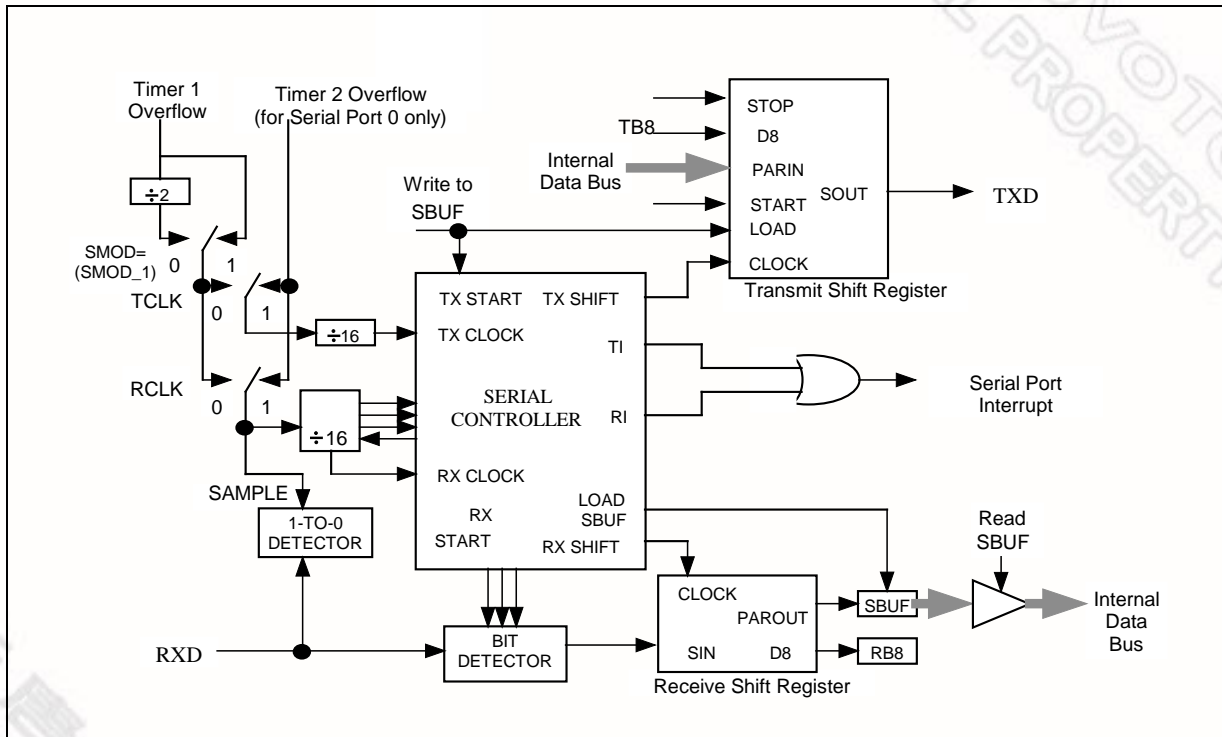 Timer 1
Overflow
Timer 2 Overflow
(for Serial Port 0 only)
÷2
SMOD=
(SMOD_1)
0
1
TCLK
0
1
÷16
RCLK
0
1
÷16
SAMPLE
1-TO-0
DETECTOR
RXD
Write to
SBUF
TX START
TX SHIFT
TX CLOCK
TI
SERIAL
CONTROLLER
RI
RX CLOCK
LOAD
SBUF
RX
START
RX SHIFT
BIT
DETECTOR
TB8
Internal
Data Bus
STOP
D8
PARIN
SOUT
START
LOAD
CLOCK
Transmit Shift Register
TXD
Serial Port
Interrupt
CLOCK
PAROUT
SIN
D8
Receive Shift Register
SBUF
RB8
Read
SBUF
Internal
Data
Bus